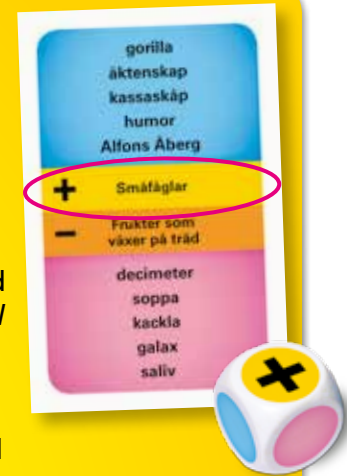 gorilla
äktenskap
kassaskåp
humor
Alfons Åberg
+ Småfåglar
- Frukter som
växer på träd
decimeter
soppa
kackla
galax
saliv
+